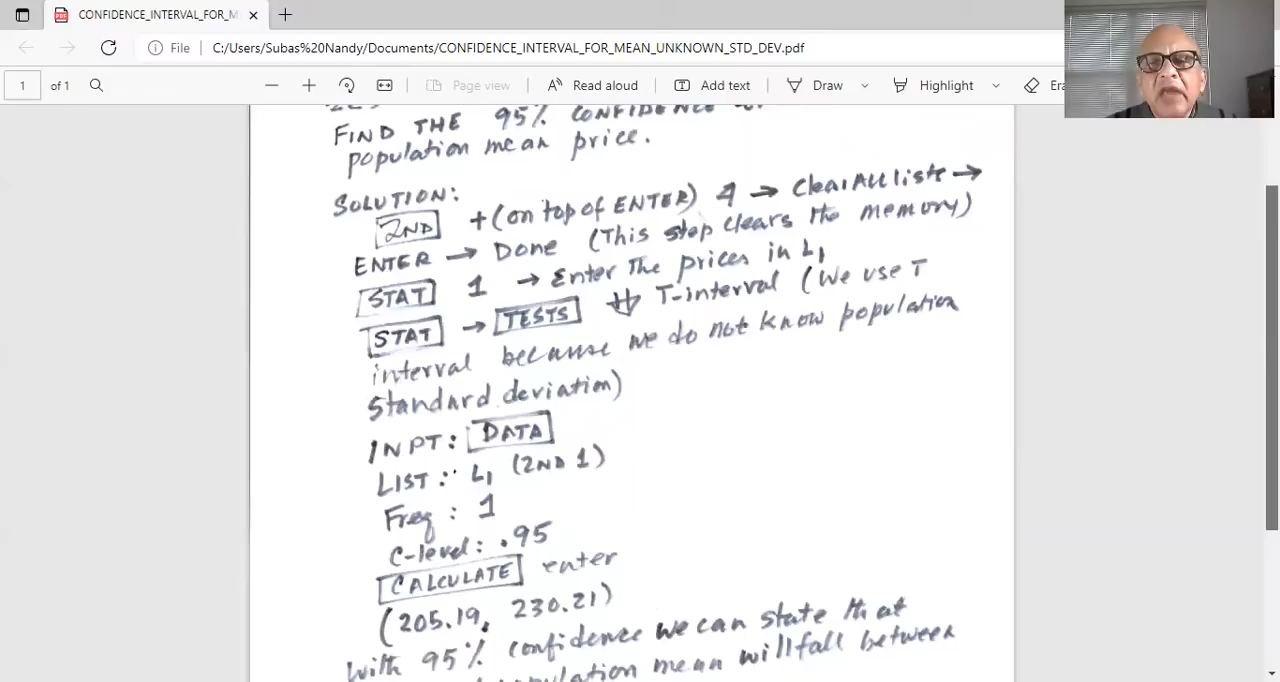 CONFIDENCE_INTERVAL_FOR_M
File C:/Users/Subas%20Nandy/Documents/CONFIDENCE_INTERVAL_FOR_MEAN_UNKNOWN_STD_DEV.pdf
1 of 1 Page view Read aloud Add text Draw Highlight Era
FIND THE 95% CONFIDENCE
population mean price.
SOLUTION:
2ND + (on top of ENTER) 4 → ClearAllLists →
ENTER → Done (This step clears the memory)
STAT 1 → Enter the prices in L1
STAT → TESTS T-interval (We use T
interval because we do not know population
standard deviation)
INPT: DATA
LIST: L1 (2ND 1)
Freq : 1
C-level: .95
CALCULATE enter
(205.19, 230.21)
With 95% confidence we can state that
population mean will fall between